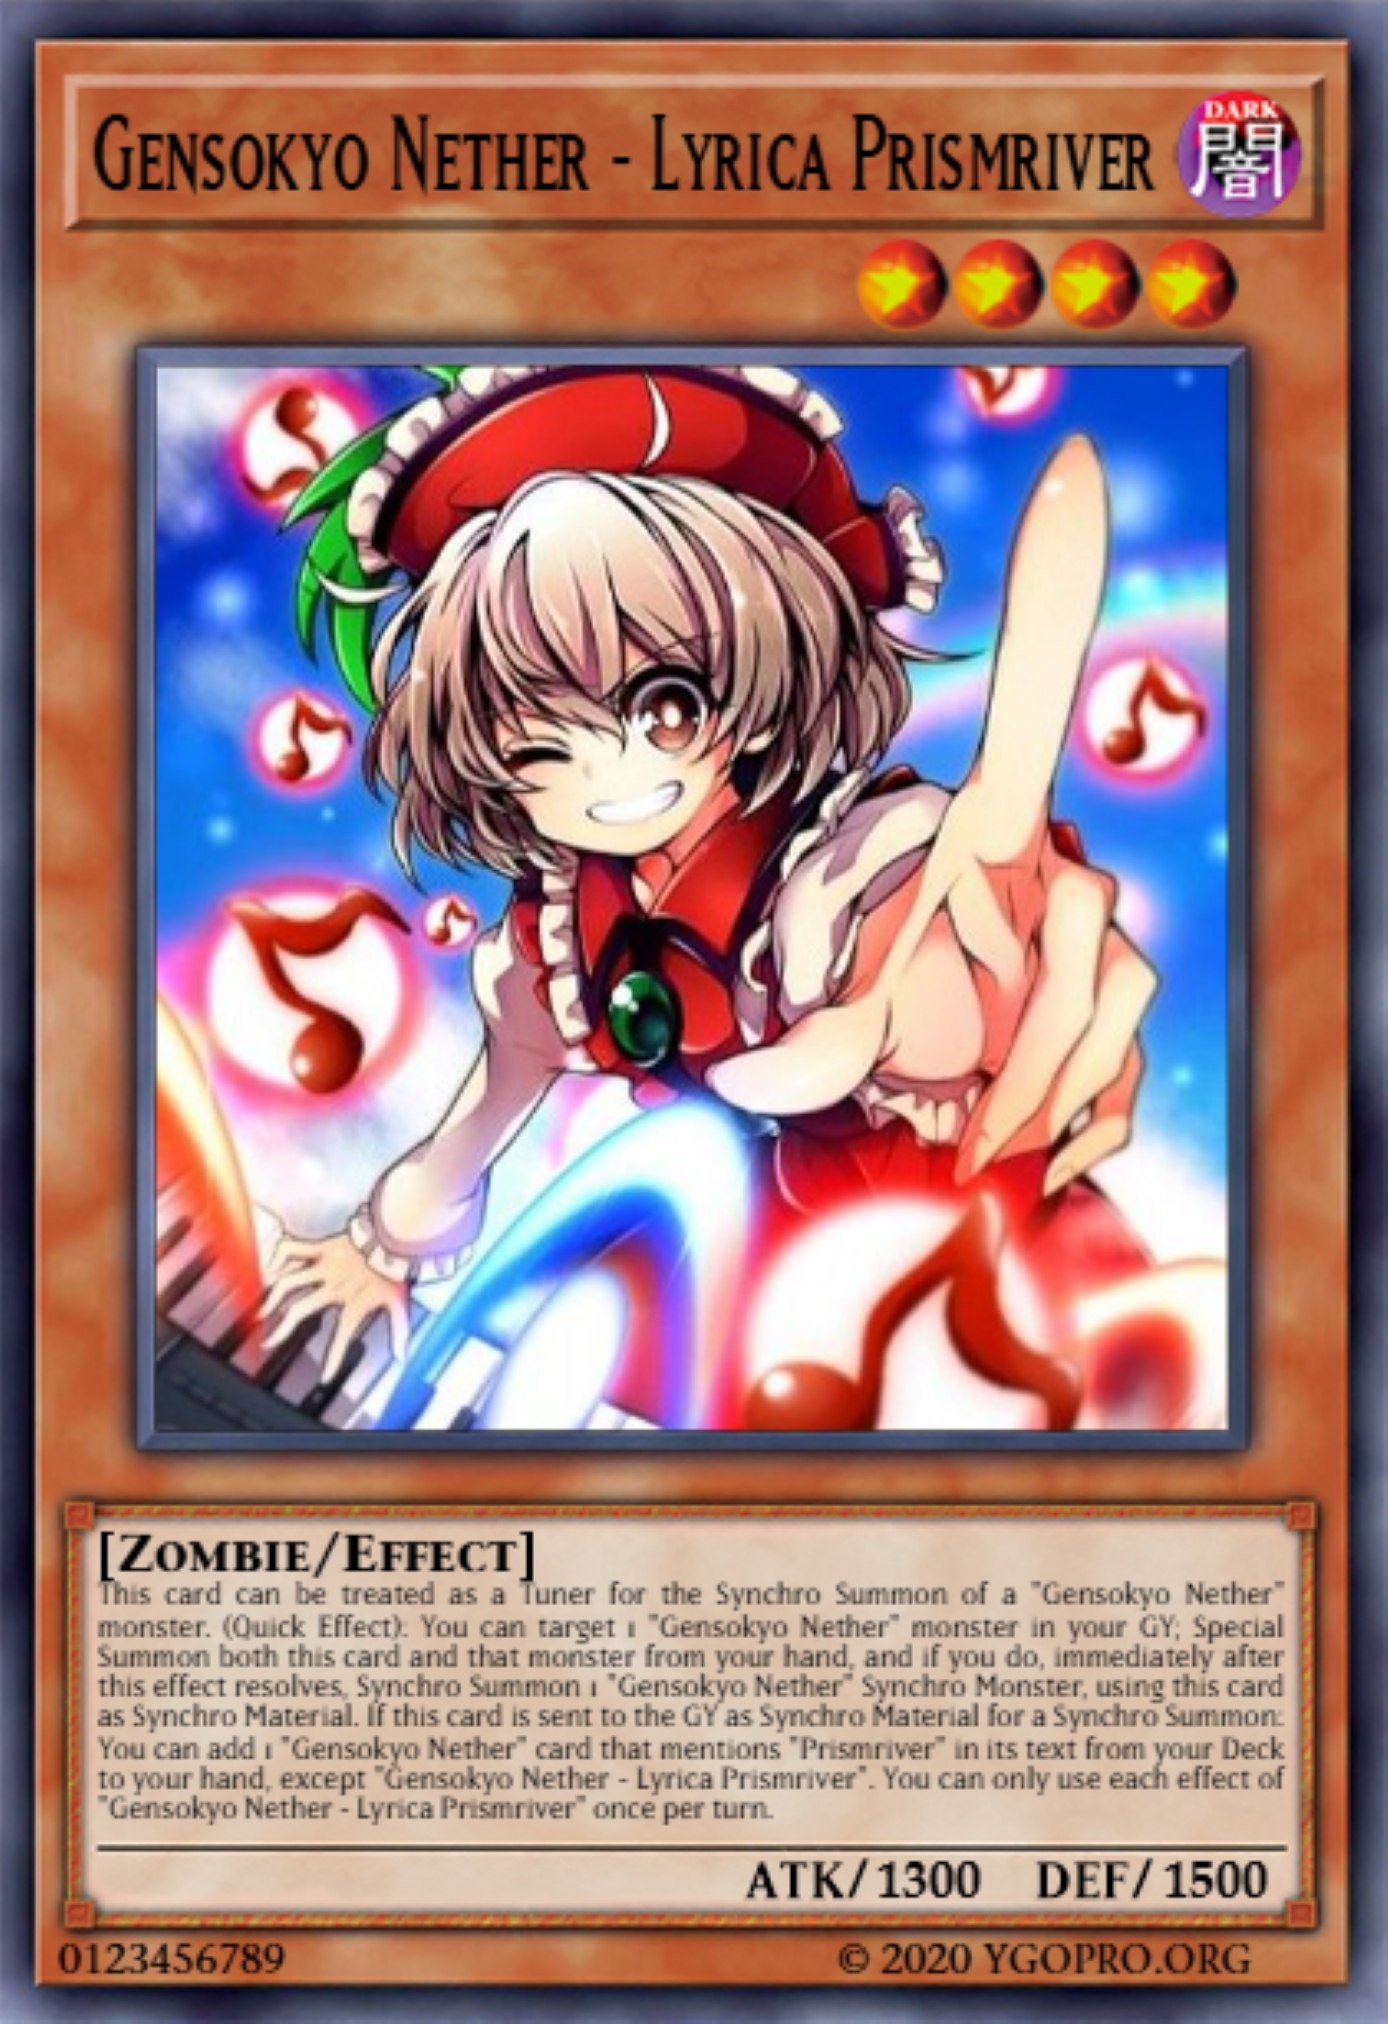 Gensokyo Nether - Lyrica Prismriver
DARK
闇
[Zombie/Effect]
This card can be treated as a Tuner for the Synchro Summon of a "Gensokyo Nether"
monster. (Quick Effect): You can target 1 "Gensokyo Nether" monster in your GY; Special
Summon both this card and that monster from your hand, and if you do, immediately after
this effect resolves, Synchro Summon 1 "Gensokyo Nether" Synchro Monster, using this card
as Synchro Material. If this card is sent to the GY as Synchro Material for a Synchro Summon:
You can add 1 "Gensokyo Nether" card that mentions "Prismriver" in its text from your Deck
to your hand, except "Gensokyo Nether - Lyrica Prismriver". You can only use each effect of
"Gensokyo Nether - Lyrica Prismriver" once per turn.
ATK/1300 DEF/1500
0123456789 © 2020 YGOPRO.ORG